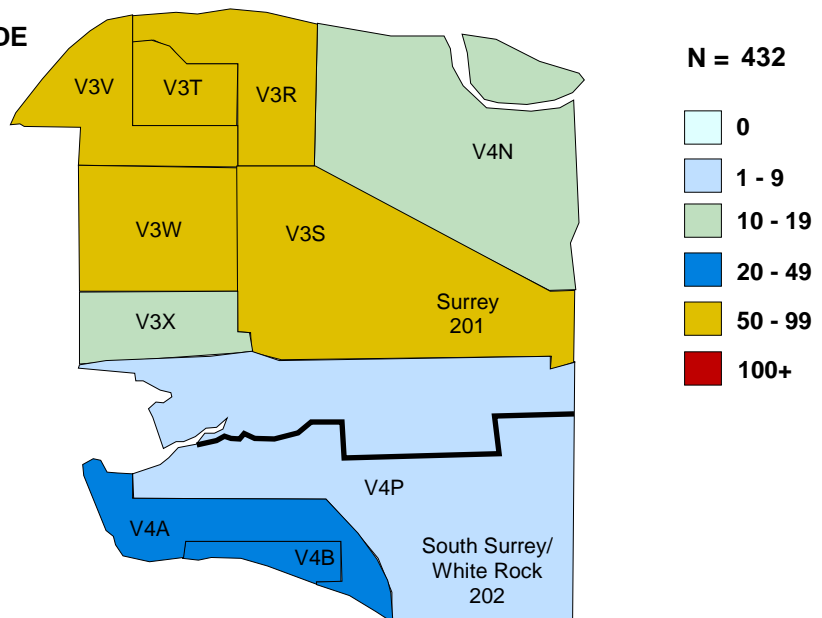 DE
N = 432
V3V
V3T
V3R
V4N
V3W
V3S
V3X
Surrey
201
V4P
V4A
V4B
South Surrey/
White Rock
202
0
1 - 9
10 - 19
20 - 49
50 - 99
100+